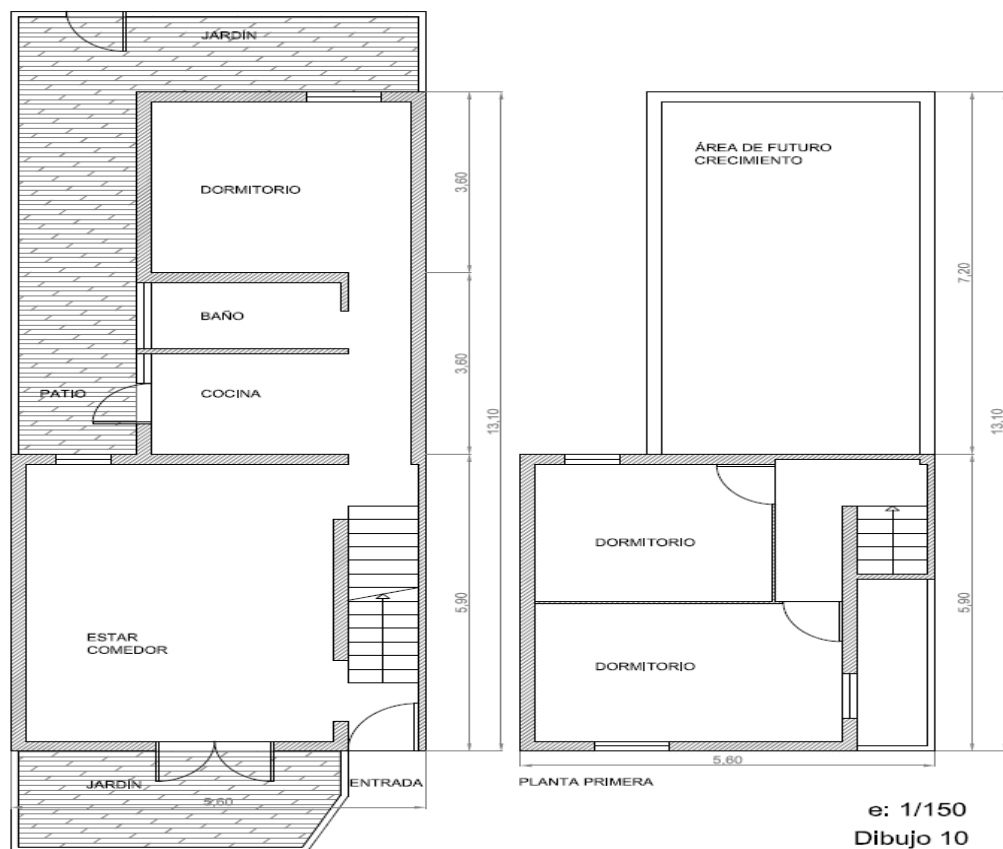 JARDÍN
DORMITORIO
3,60
BAÑO
COCINA
PATIO
3,60
13,10
ESTAR
COMEDOR
5,90
JARDÍN
ENTRADA
5,60
ÁREA DE FUTURO
CRECIMIENTO
7,20
13,10
DORMITORIO
DORMITORIO
5,90
5,60
PLANTA PRIMERA
e: 1/150
Dibujo 10